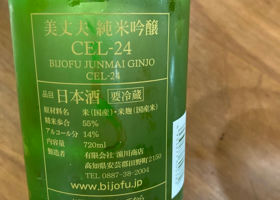 美丈夫 純米吟醸
CEL-24
BIJOFU JUNMAI GINJO
CEL-24
品目 日本酒 要冷蔵
原材料名 米(国産)・米麹(国産米)
精米歩合 55%
アルコール分 14%
内容量 720ml
製造者 有限会社 濵川商店
高知県安芸郡田野町2150
TEL 0887-38-2004
www.bijofu.jp